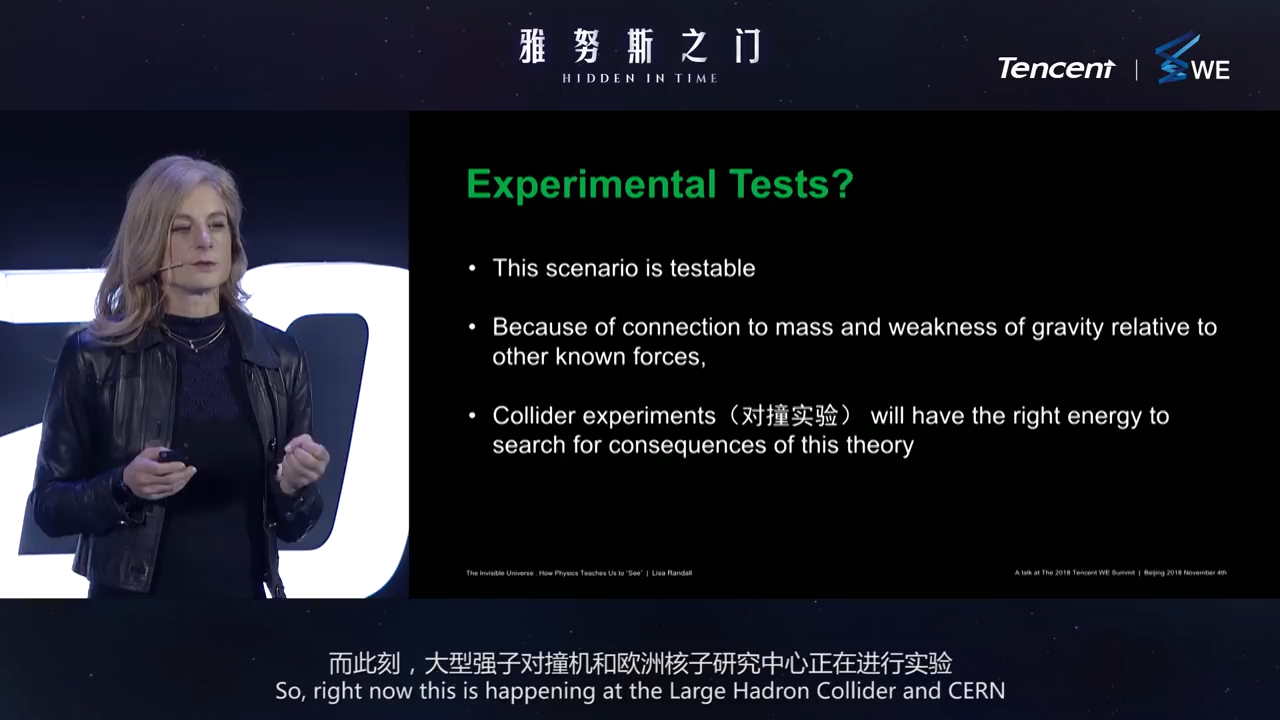 雅努斯之门
HIDDEN IN TIME
Tencent | WE
Experimental Tests?
• This scenario is testable
• Because of connection to mass and weakness of gravity relative to
other known forces,
• Collider experiments（对撞实验） will have the right energy to
search for consequences of this theory
The Invisible Universe : How Physics Teaches Us to "See" | Lisa Randall
A talk at The 2018 Tencent WE Summit | Beijing 2018 November 4th
而此刻，大型强子对撞机和欧洲核子研究中心正在进行实验
So, right now this is happening at the Large Hadron Collider and CERN